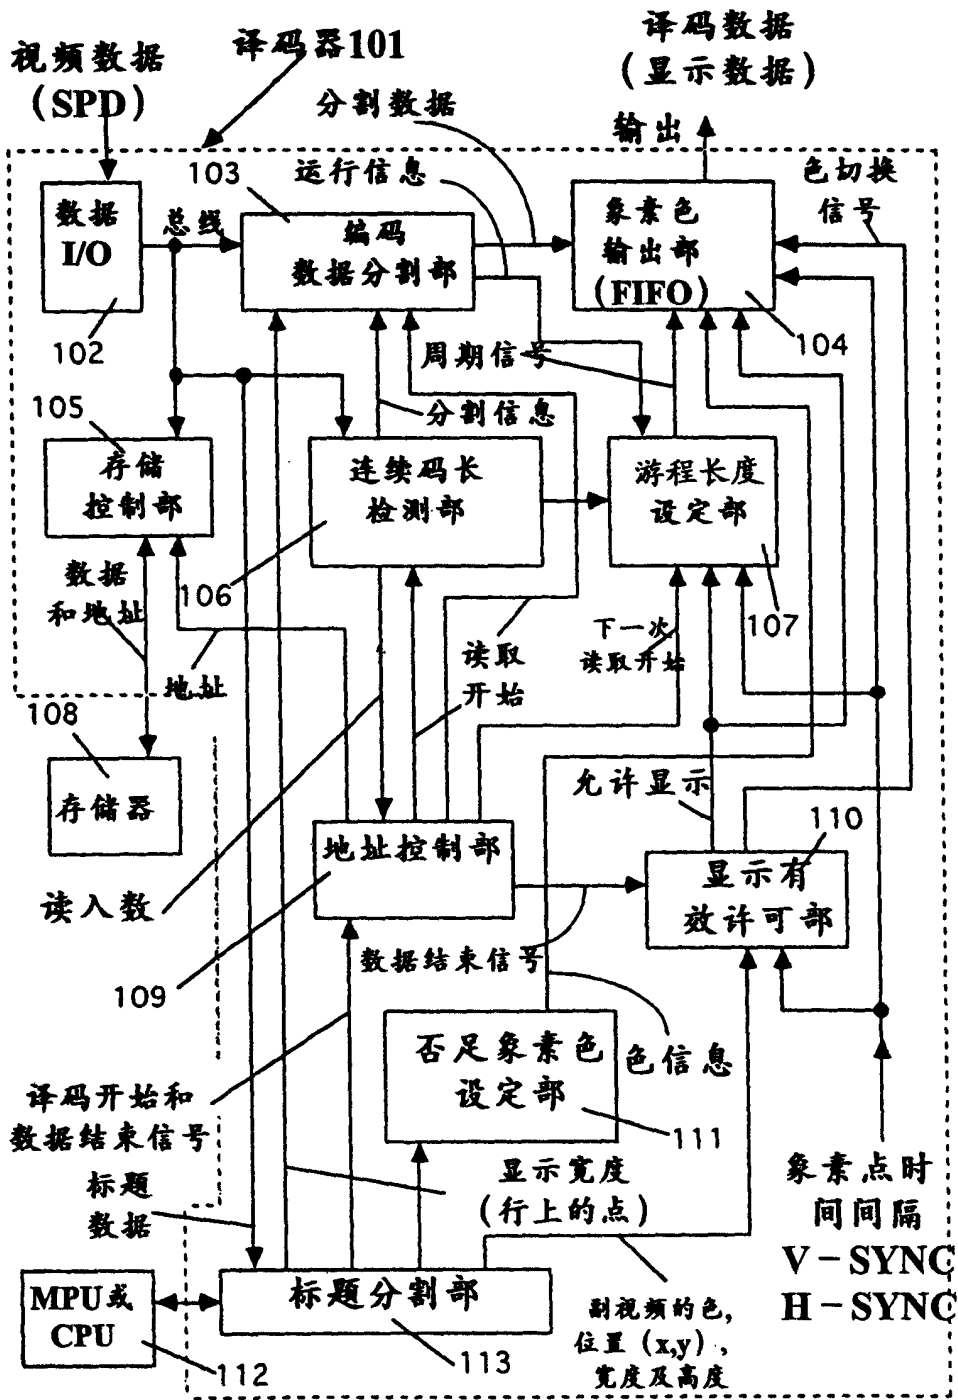 视频数据
(SPD)
译码器101
译码数据
(显示数据)
分割数据
输出
运行信息
色切换
信号
103
数据
I/O
总线
编码
数据分割部
象素色
输出部
(FIFO)
102
104
周期信号
105
分割信息
存储
控制部
连续码长
检测部
游程长度
设定部
数据
和地址
106
107
地址
读取
开始
下一次
读取开始
108
存储器
允许显示
110
地址控制部
显示有
效许可部
读入数
数据结束信号
109
否足象素色
设定部
色信息
111
译码开始和
数据结束信号
标题
数据
显示宽度
(行上的点)
象素点时
间间隔
V-SYNC
H-SYNC
MPU或
CPU
标题分割部
112
113
副视频的色,
位置(x,y),
宽度及高度